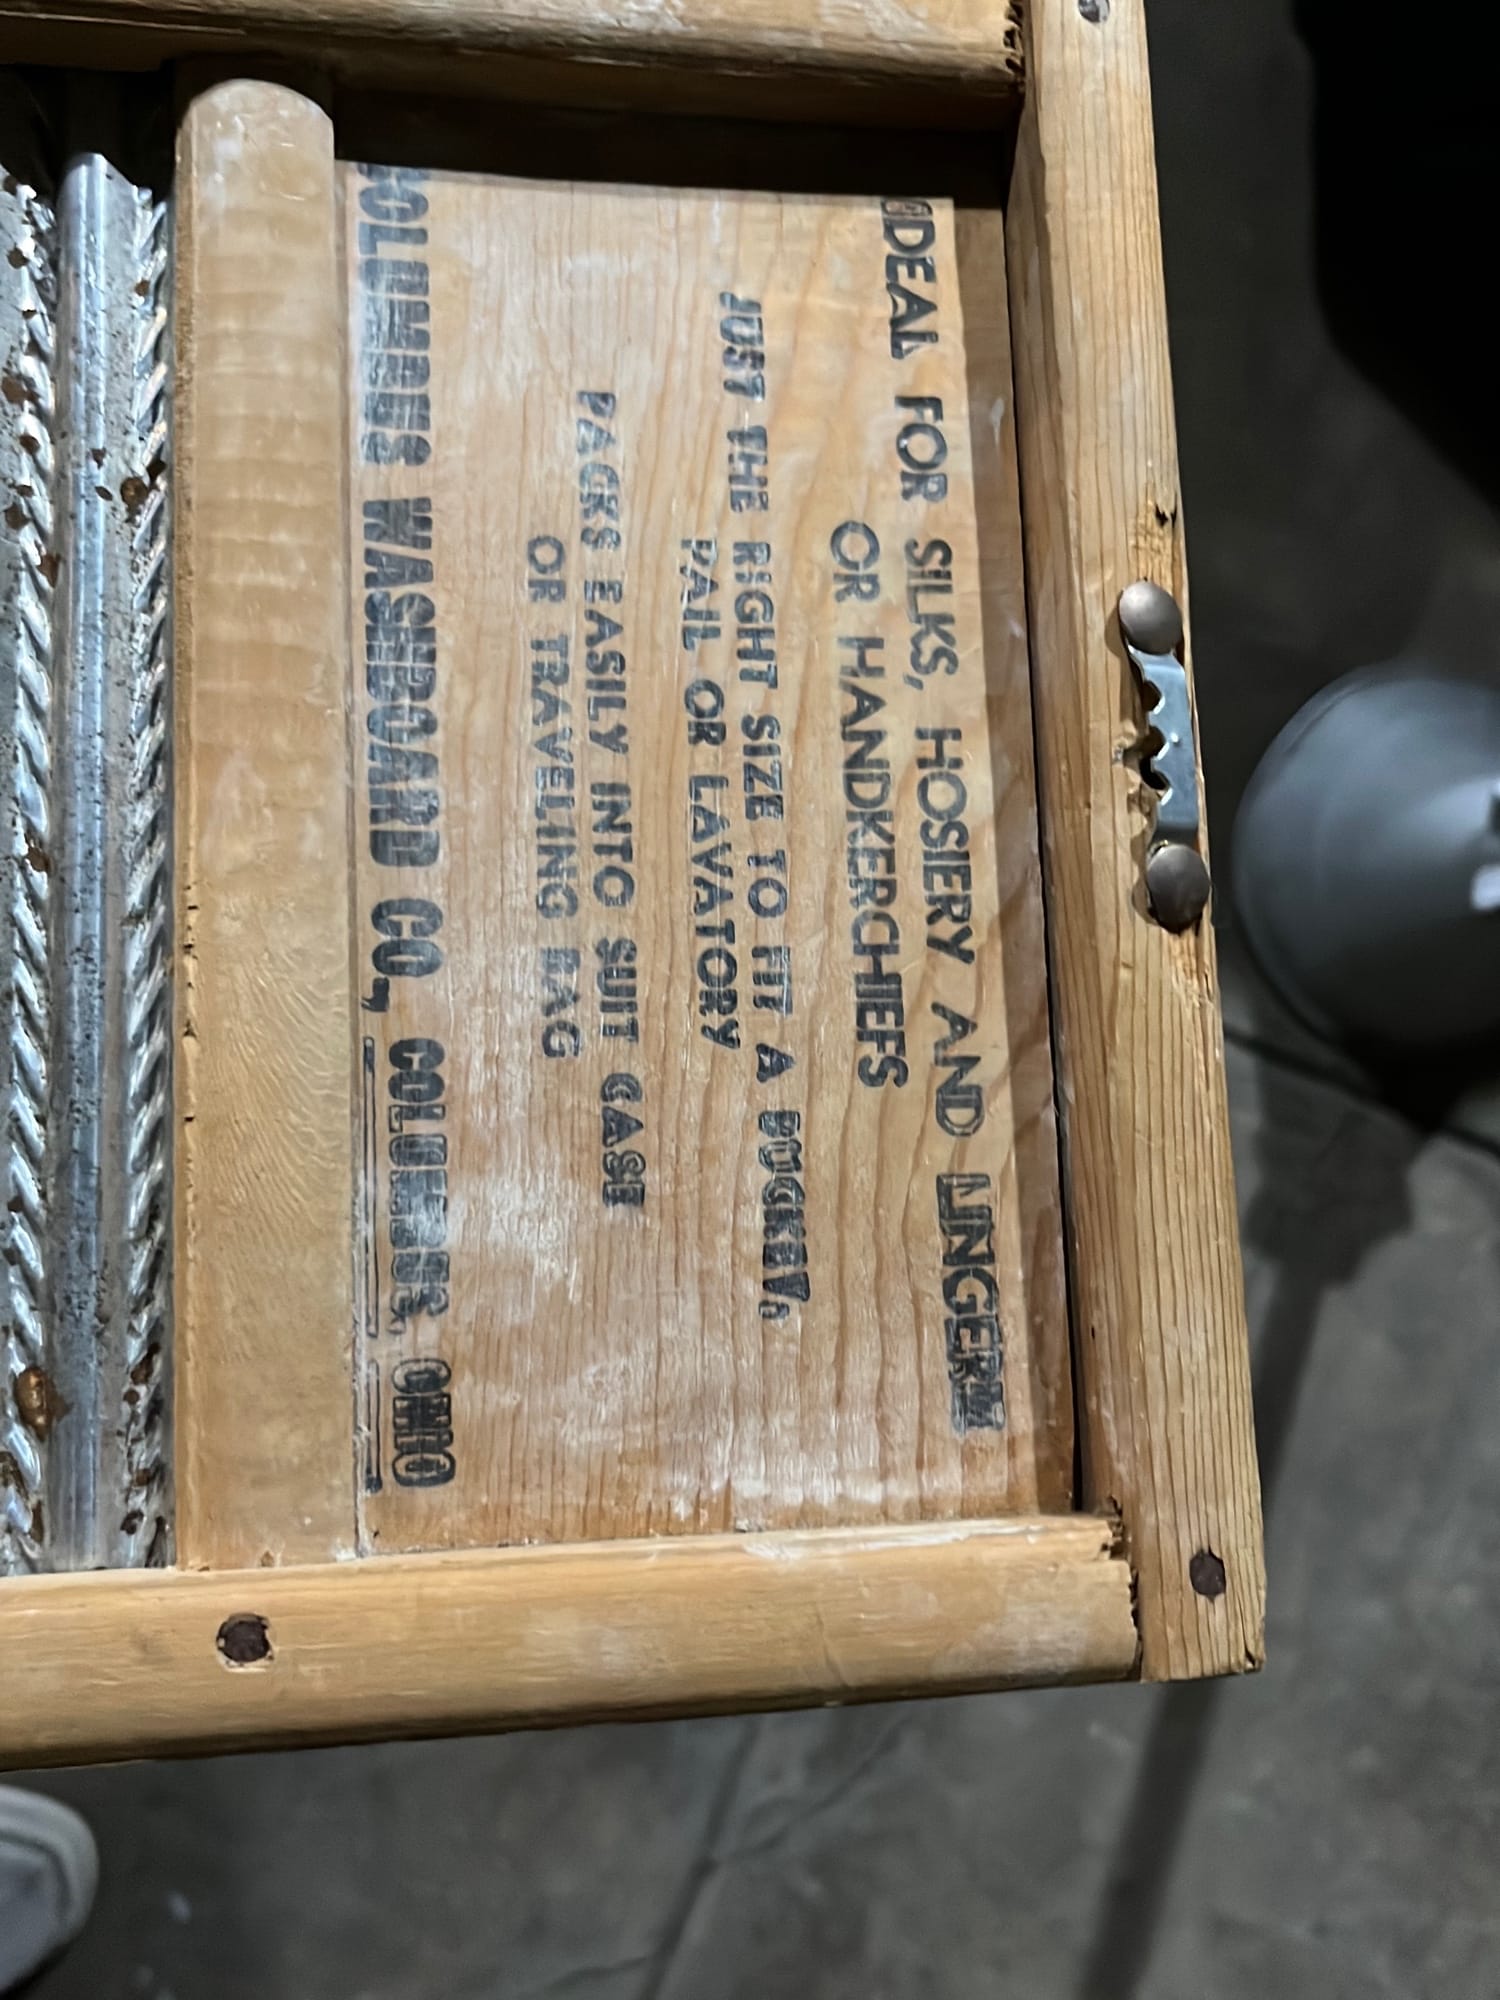 IDEAL FOR SILKS, HOSIERY AND LINGERIE
OR HANDKERCHIEFS
JUST THE RIGHT SIZE TO FIT A BUCKET,
PAIL OR LAVATORY
PACKS EASILY INTO SUIT CASE
OR TRAVELING BAG
COLUMBUS WASHBOARD CO., COLUMBUS, OHIO